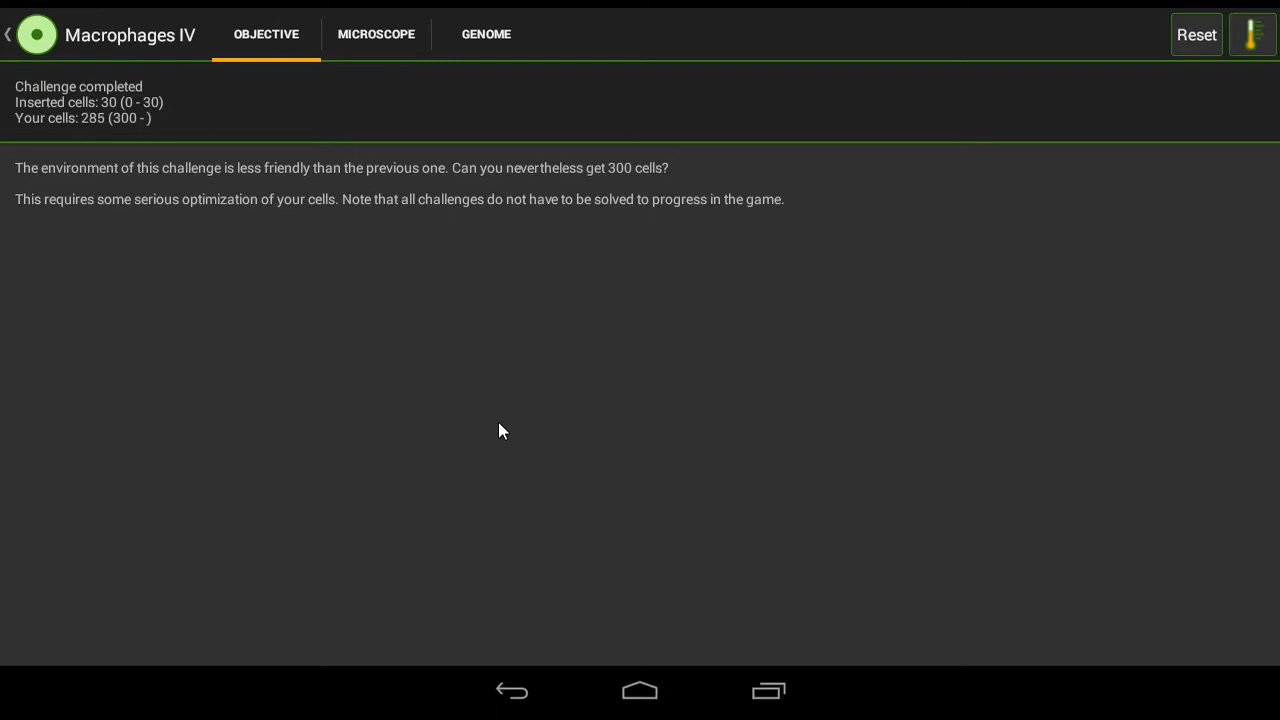 Macrophages IV
OBJECTIVE
MICROSCOPE
GENOME
Reset
Challenge completed
Inserted cells: 30 (0 - 30)
Your cells: 285 (300 - )
The environment of this challenge is less friendly than the previous one. Can you nevertheless get 300 cells?
This requires some serious optimization of your cells. Note that all challenges do not have to be solved to progress in the game.